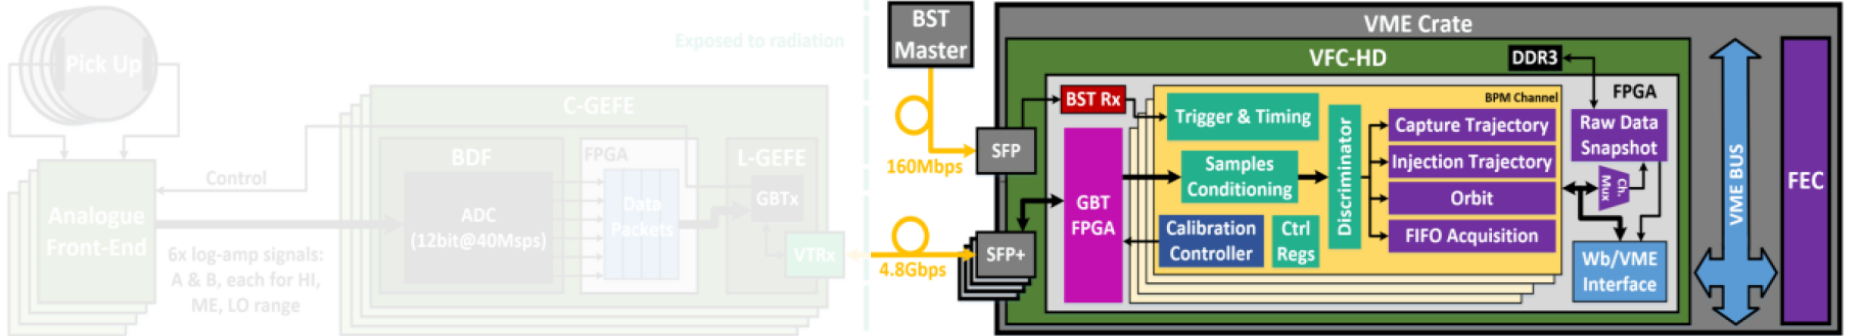 Pick Up
Exposed to radiation
C-GEFE
BDF
FPGA
L-GEFE
Control
Analogue
Front-End
ADC
(12bit@40Msps)
Data
Packets
GBTx
VTRx
6x log-amp signals:
A & B, each for HI,
ME, LO range
BST
Master
160Mbps
4.8Gbps
SFP
SFP+
VME Crate
VFC-HD
DDR3
FPGA
BST Rx
BPM Channel
GBT
FPGA
Trigger & Timing
Samples
Conditioning
Calibration
Controller
Ctrl
Regs
Discriminator
Capture Trajectory
Injection Trajectory
Orbit
FIFO Acquisition
Raw Data
Snapshot
Ch.
Mux
Wb/VME
Interface
VME BUS
FEC